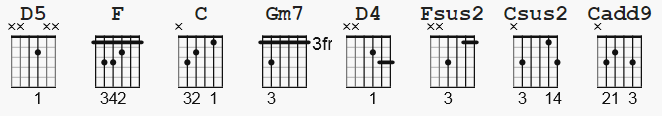 D5 F C Gm7 D4 Fsus2 Csus2 Cadd9
×× ×× × ×× ×× × ×
3fr
1 342 32 1 3 1 3 3 14 21 3